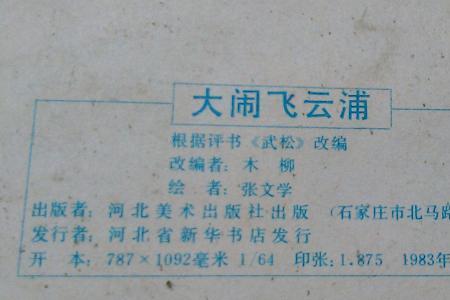 大闹飞云浦
根据评书《武松》改编
改编者：木 柳
绘 者：张文学
出版者：河北美术出版社出版 （石家庄市北马路
发行者：河北省新华书店发行
开 本：787×1092毫米 1/64 印张：1.875 1983年